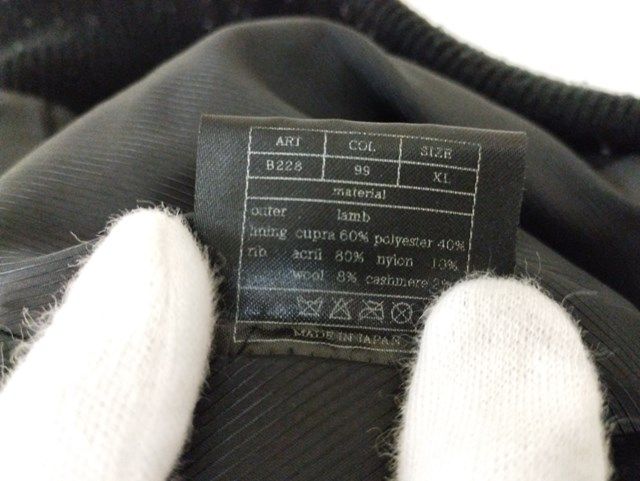 ART COL. SIZE
B228 99 XL
material
outer lamb
lining cupra 60% polyester 40%
rib acril 80% nylon
wool 8% cashmere
MADE IN JAPAN